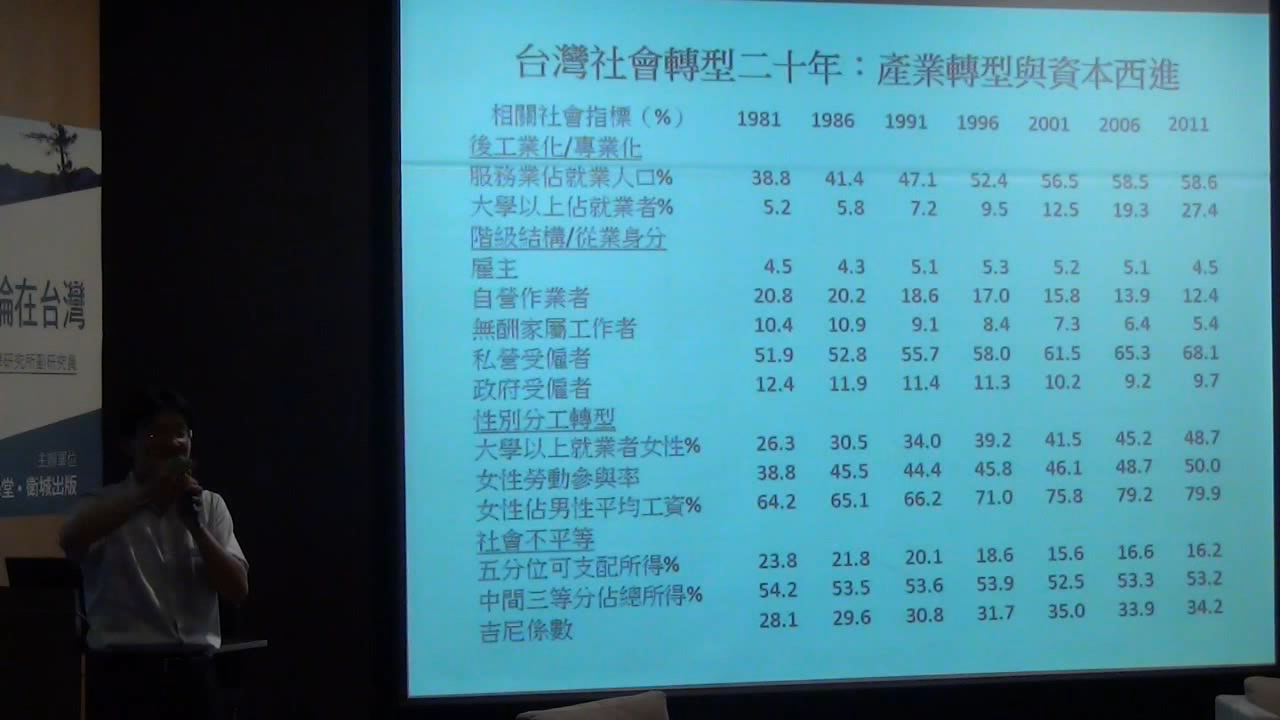 台灣社會轉型二十年：產業轉型與資本西進
相關社會指標（%） 1981 1986 1991 1996 2001 2006 2011
後工業化/專業化
服務業佔就業人口% 38.8 41.4 47.1 52.4 56.5 58.5 58.6
大學以上佔就業者% 5.2 5.8 7.2 9.5 12.5 19.3 27.4
階級結構/從業身分
雇主 4.5 4.3 5.1 5.3 5.2 5.1 4.5
自營作業者 20.8 20.2 18.6 17.0 15.8 13.9 12.4
無酬家屬工作者 10.4 10.9 9.1 8.4 7.3 6.4 5.4
私營受僱者 51.9 52.8 55.7 58.0 61.5 65.3 68.1
政府受僱者 12.4 11.9 11.4 11.3 10.2 9.2 9.7
性別分工轉型
大學以上就業者女性% 26.3 30.5 34.0 39.2 41.5 45.2 48.7
女性勞動參與率 38.8 45.5 44.4 45.8 46.1 48.7 50.0
女性佔男性平均工資% 64.2 65.1 66.2 71.0 75.8 79.2 79.9
社會不平等
五分位可支配所得% 23.8 21.8 20.1 18.6 15.6 16.6 16.2
中間三等分佔總所得% 54.2 53.5 53.6 53.9 52.5 53.3 53.2
吉尼係數 28.1 29.6 30.8 31.7 35.0 33.9 34.2
論在台灣
研究所副研究員
主辦單位
堂·衛城出版